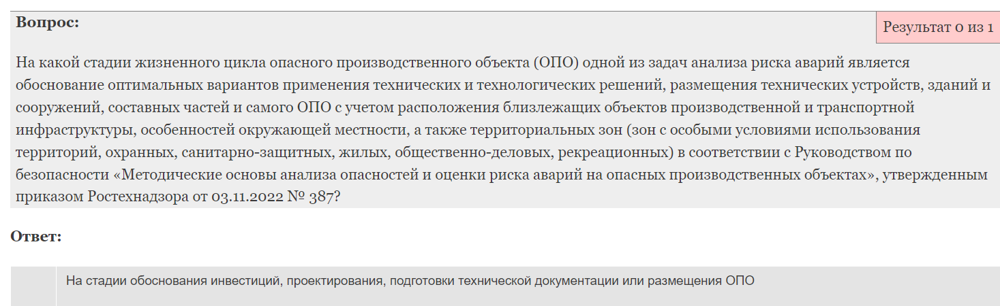 Вопрос:
Результат 0 из 1
На какой стадии жизненного цикла опасного производственного объекта (ОПО) одной из задач анализа риска аварий является
обоснование оптимальных вариантов применения технических и технологических решений, размещения технических устройств, зданий и
сооружений, составных частей и самого ОПО с учетом расположения близлежащих объектов производственной и транспортной
инфраструктуры, особенностей окружающей местности, а также территориальных зон (зон с особыми условиями использования
территорий, охранных, санитарно-защитных, жилых, общественно-деловых, рекреационных) в соответствии с Руководством по
безопасности «Методические основы анализа опасностей и оценки риска аварий на опасных производственных объектах», утвержденным
приказом Ростехнадзора от 03.11.2022 № 387?
Ответ:
На стадии обоснования инвестиций, проектирования, подготовки технической документации или размещения ОПО